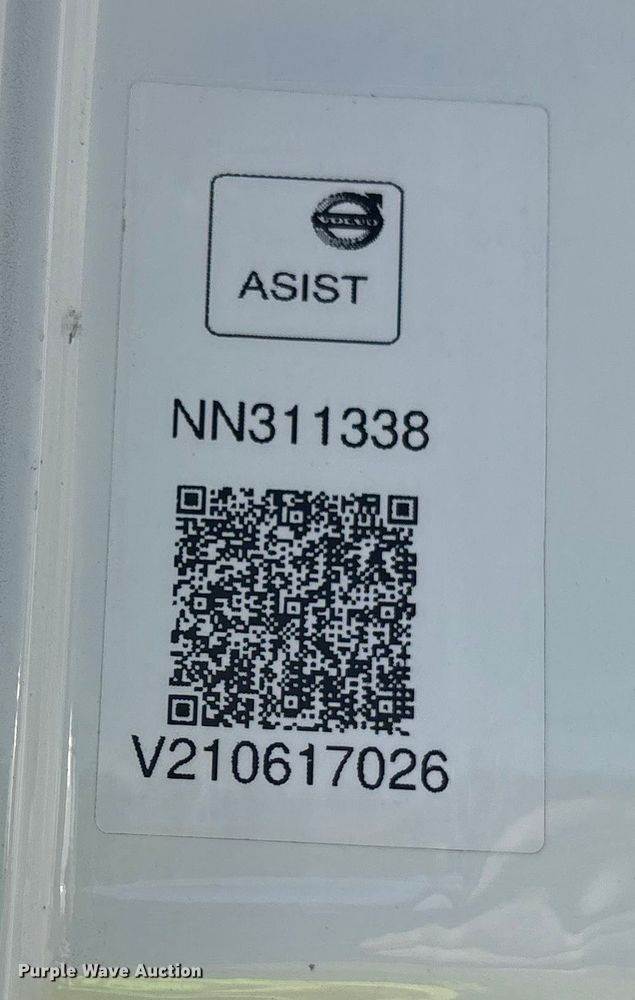 VOLVO
ASIST
NN311338
V210617026
Purple Wave Auction